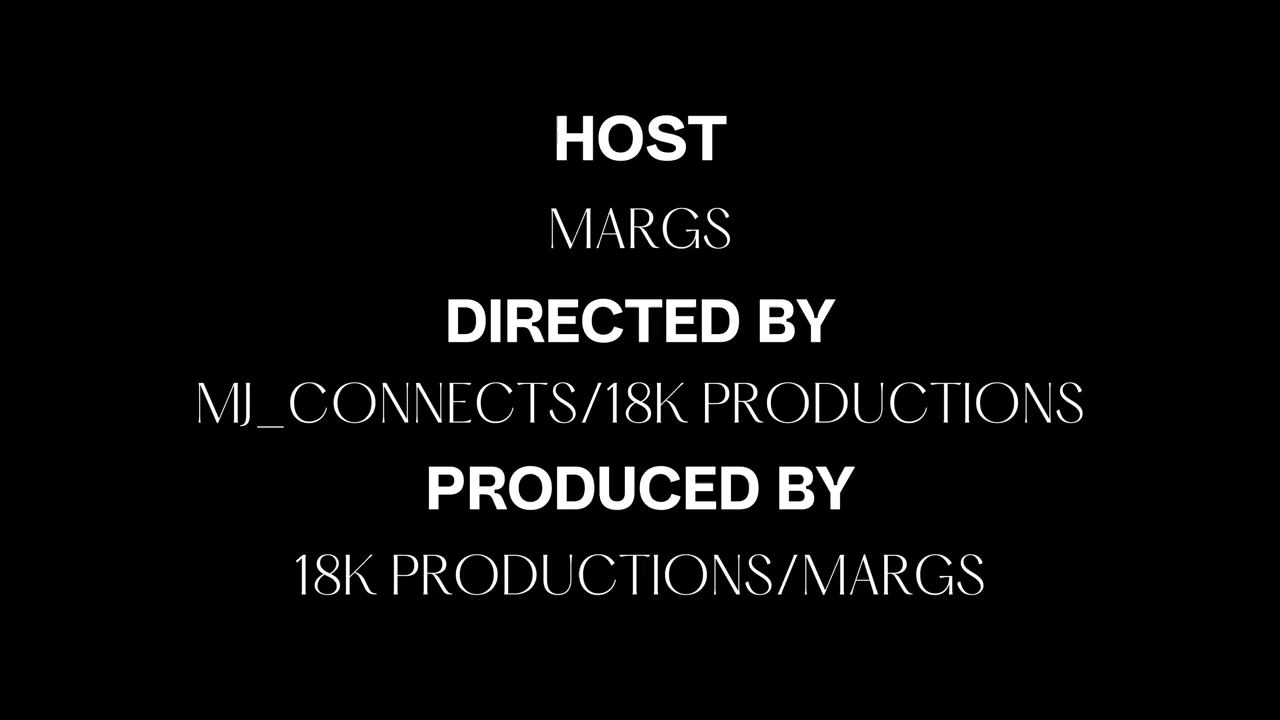 HOST
MARGS
DIRECTED BY
MJ_CONNECTS/18K PRODUCTIONS
PRODUCED BY
18K PRODUCTIONS/MARGS